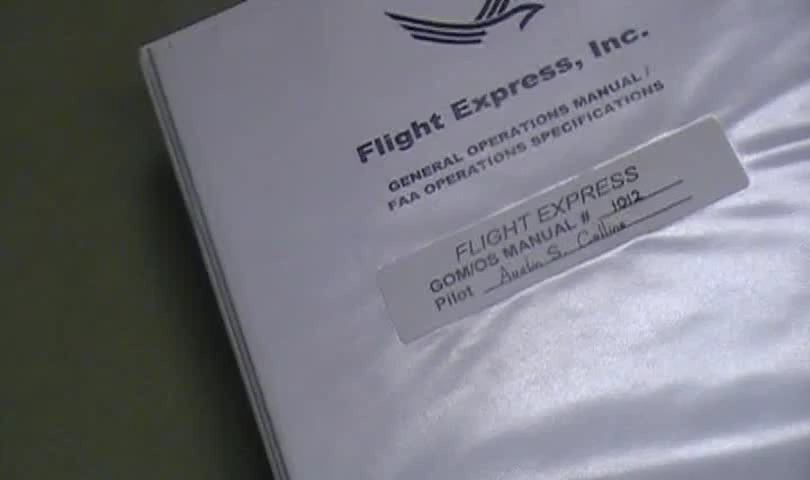 Flight Express, Inc.
GENERAL OPERATIONS MANUAL /
FAA OPERATIONS SPECIFICATIONS
FLIGHT EXPRESS
GOM/OS MANUAL # 1012
Pilot Austin S. Collins